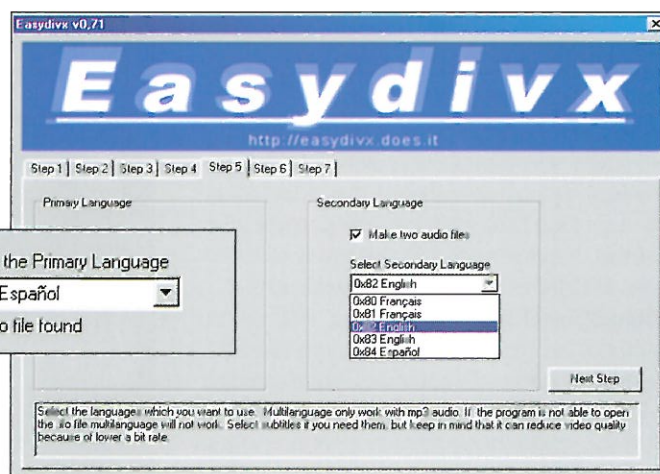 Easydivx v0,71
Easydivx
http://easydivx.does.it
Step 1 Step 2 Step 3 Step 4 Step 5 Step 6 Step 7
Primary Language
the Primary Language
Español
o file found
Secondary Language
Make two audio files
Select Secondary Language
0x82 English
0x80 Français
0x81 Français
0x82 English
0x83 English
0x84 Español
Next Step
Select the languages which you want to use. Multilanguage only work with mp3 audio. If the program is not able to open
the .ifo file multilanguage will not work. Select subtitles if you need them, but keep in mind that it can reduce video quality
because of lower a bit rate.